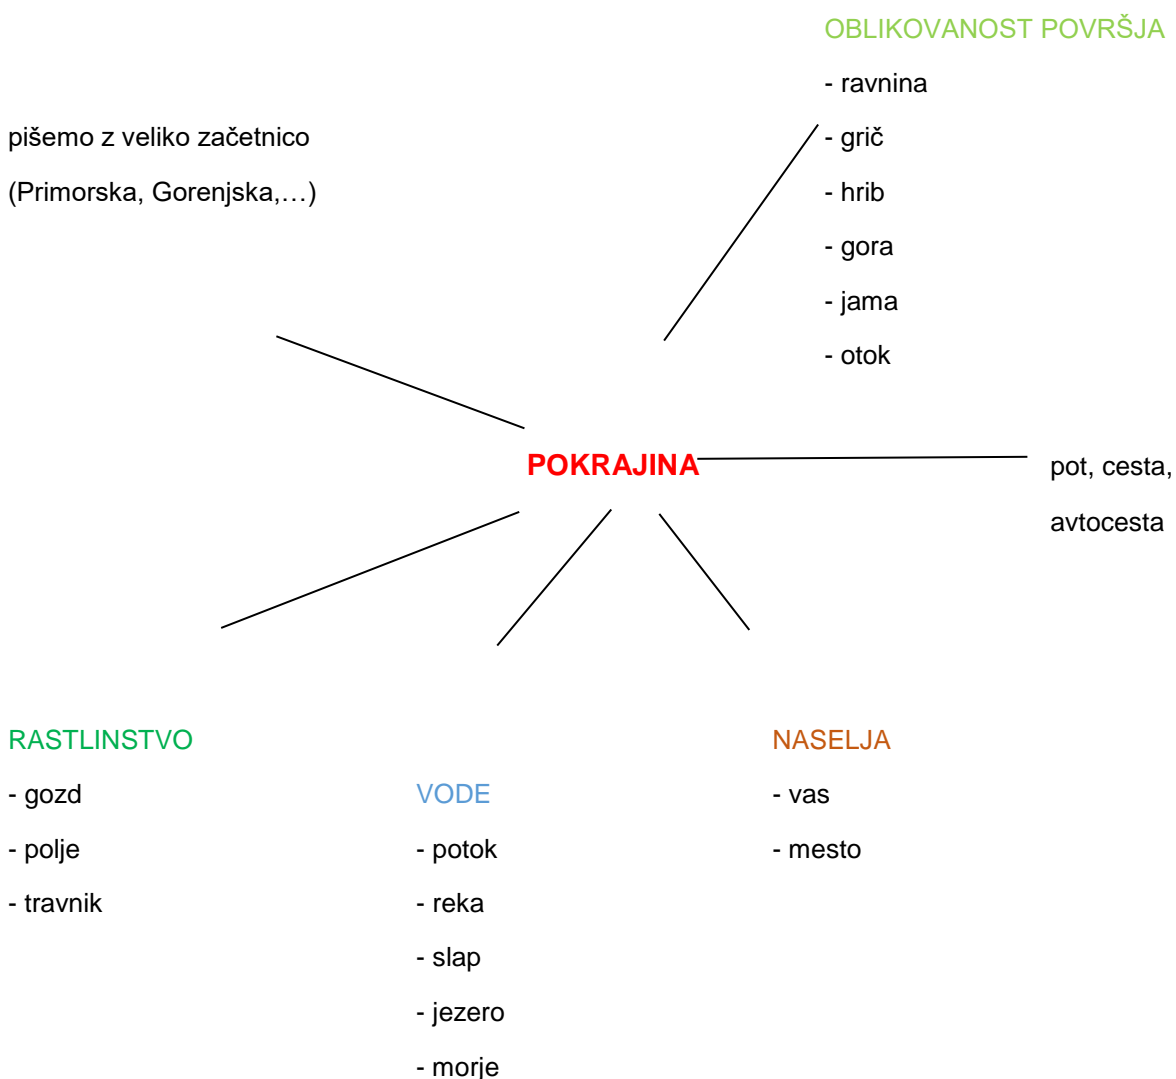 OBLIKOVANOST POVRŠJA
- ravnina
- grič
- hrib
- gora
- jama
- otok
pišemo z veliko začetnico
(Primorska, Gorenjska,…)
POKRAJINA
pot, cesta,
avtocesta
RASTLINSTVO
- gozd
- polje
- travnik
VODE
- potok
- reka
- slap
- jezero
- morje
NASELJA
- vas
- mesto